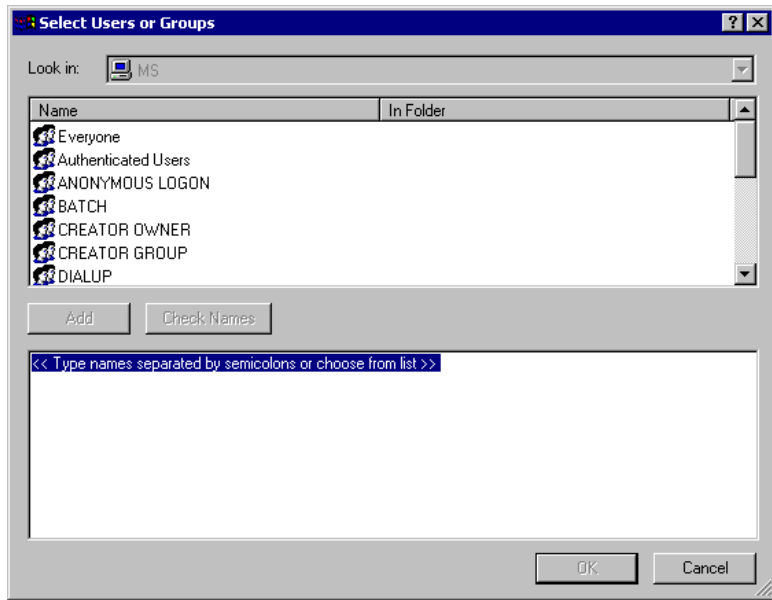 Select Users or Groups
Look in: MS
Name In Folder
Everyone
Authenticated Users
ANONYMOUS LOGON
BATCH
CREATOR OWNER
CREATOR GROUP
DIALUP
Add Check Names
<< Type names separated by semicolons or choose from list >>
OK Cancel